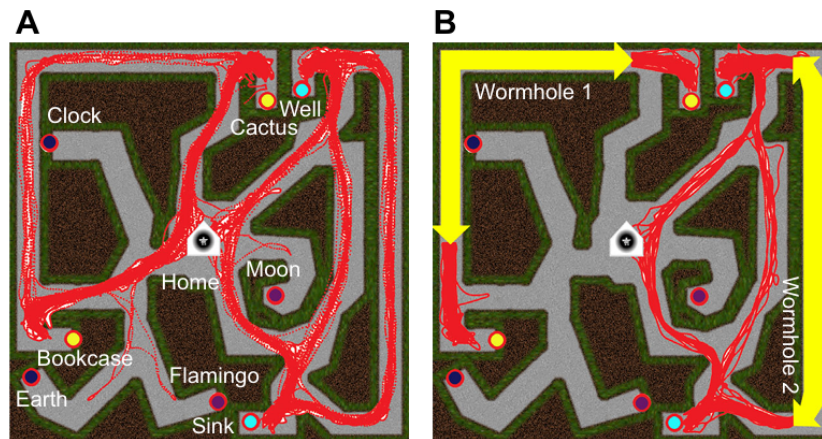 A
B
Clock
Well
Cactus
Wormhole 1
Home
Moon
Wormhole 2
Bookcase
Flamingo
Earth
Sink